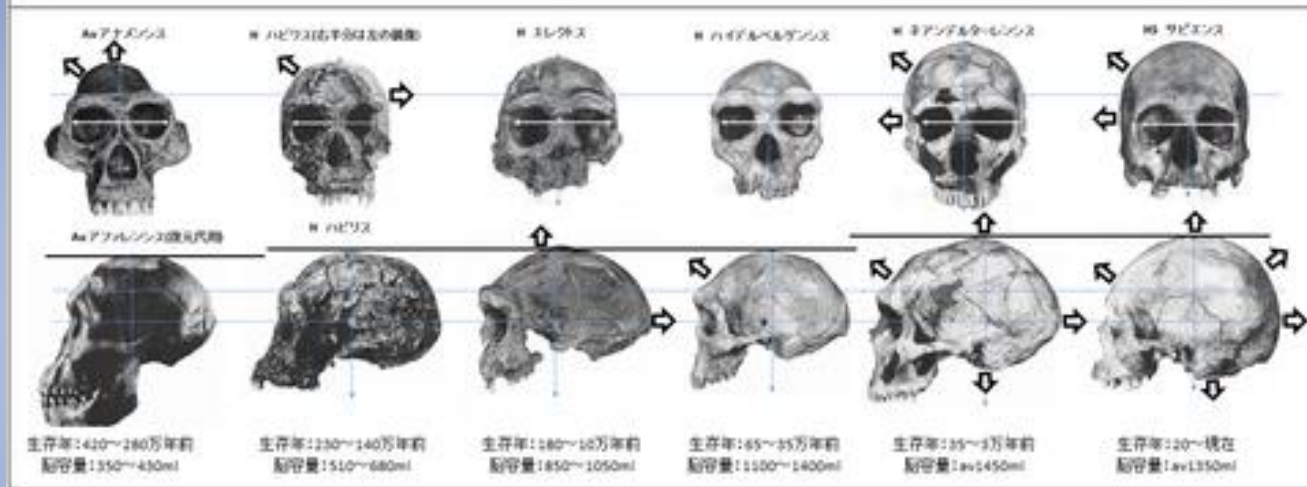 Auアナメンシス
H ハビリス(右半分は左の鏡像)
H エレクトス
H ハイデルベルゲンシス
H ネアンデルターレンシス
HS サピエンス
Auアファレンシス(復元代用)
H ハビリス
生存年:420〜280万年前
脳容量:350〜430ml
生存年:230〜140万年前
脳容量:510〜680ml
生存年:180〜10万年前
脳容量:850〜1050ml
生存年:65〜35万年前
脳容量:1100〜1400ml
生存年:35〜3万年前
脳容量:av1450ml
生存年:20〜現在
脳容量:av1350ml